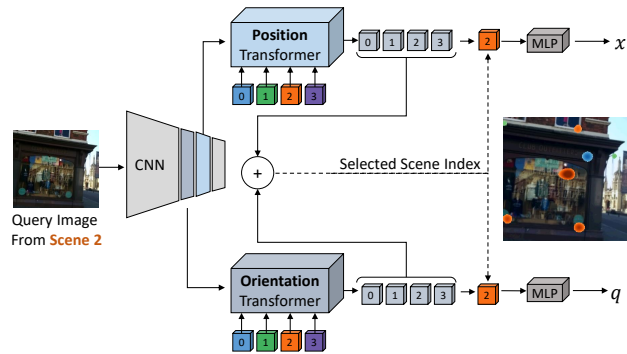 Position
Transformer
0 1 2 3
2
MLP
x
0 1 2 3
CNN
+
Selected Scene Index
Query Image
From Scene 2
Orientation
Transformer
0 1 2 3
2
MLP
q
0 1 2 3